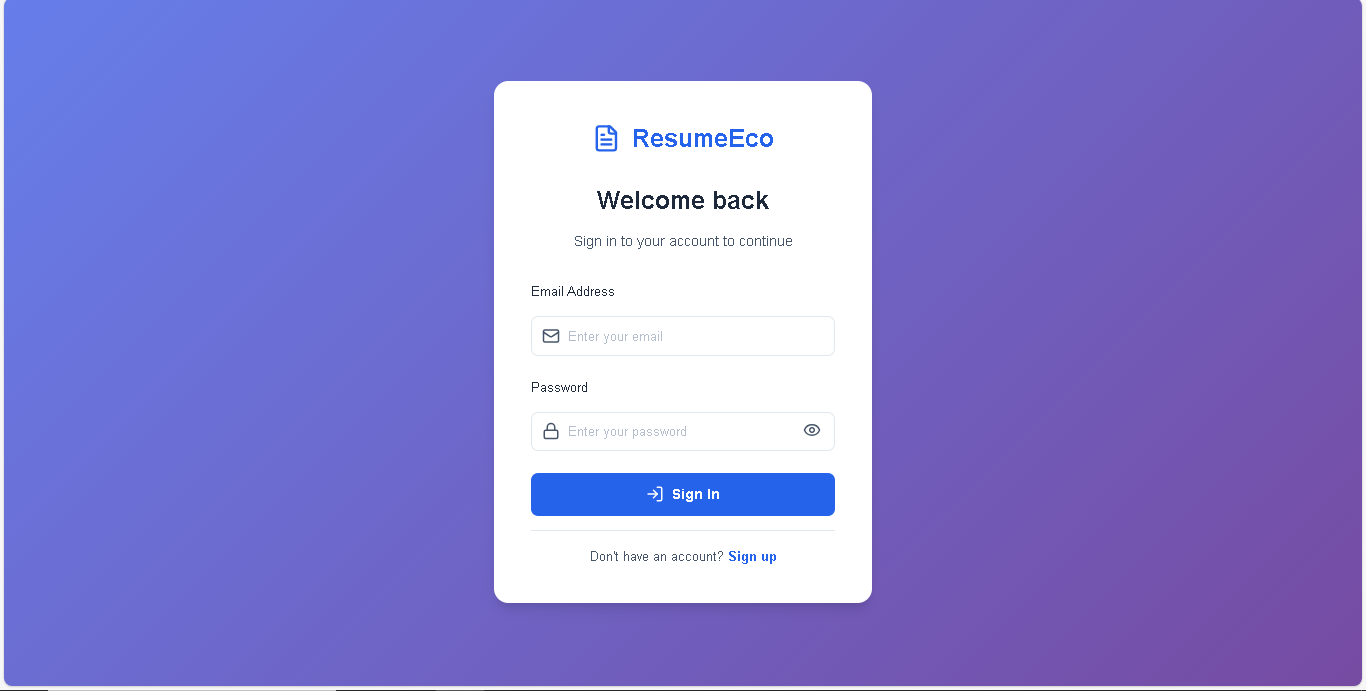 ResumeEco
Welcome back
Sign in to your account to continue
Email Address
Enter your email
Password
Enter your password
Sign In
Don't have an account? Sign up